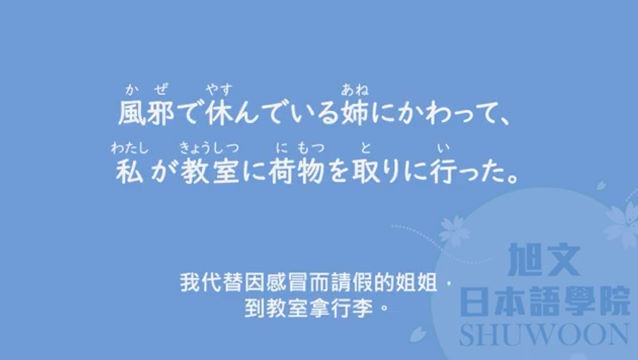 かぜ やす あね
風邪で休んでいる姉にかわって、
わたし きょうしつ に もつ と い
私が教室に荷物を取りに行った。
我代替因感冒而請假的姐姐，
到教室拿行李。
旭文
日本語學院
SHUWOON